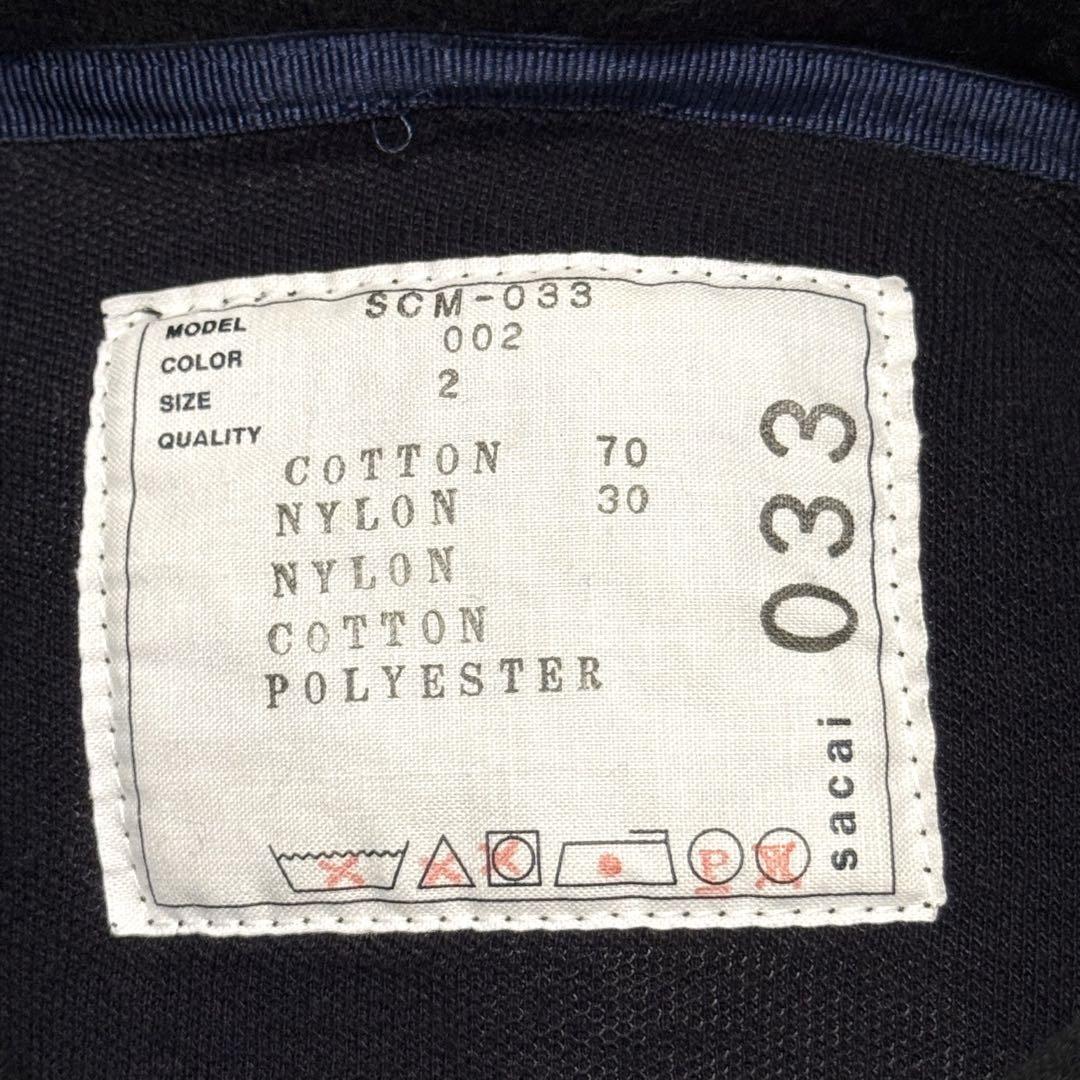 MODEL SCM-033
COLOR 002
SIZE 2
QUALITY
COTTON 70
NYLON 30
NYLON
COTTON
POLYESTER
P W
sacai 033